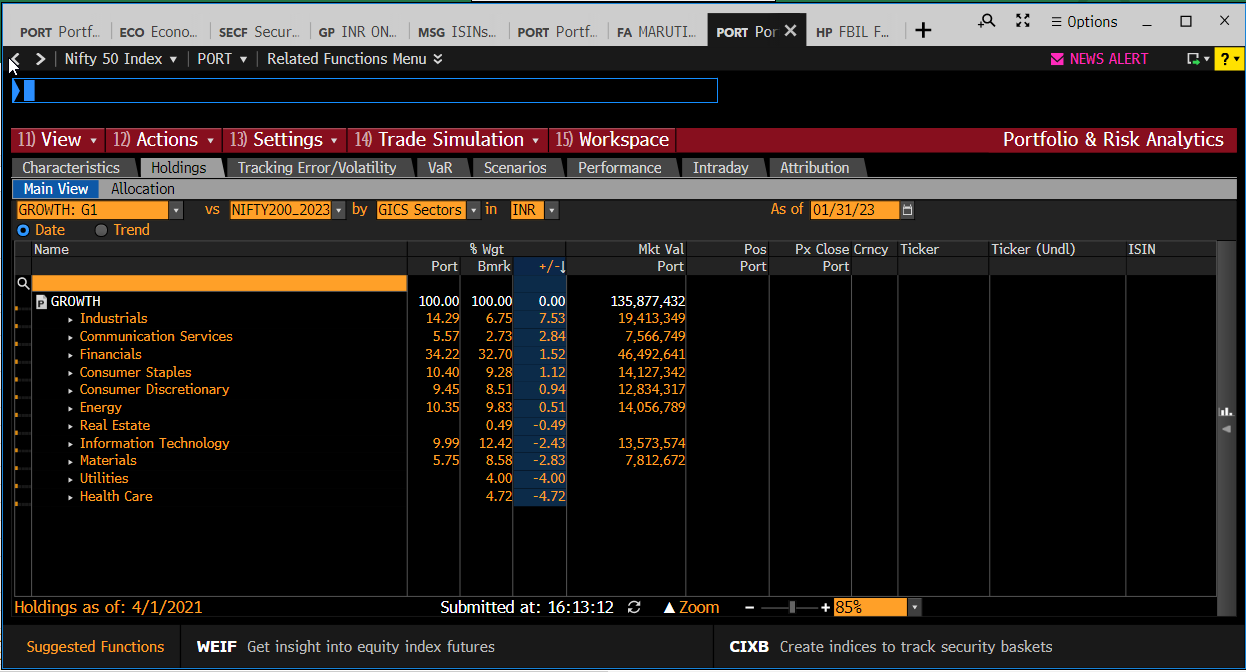 PORT Portf... ECO Econo... SECF Secur... GP INR ON... MSG ISINs... PORT Portf... FA MARUTI... PORT Por HP FBIL F... Options
Nifty 50 Index PORT Related Functions Menu NEWS ALERT ?
11) View 12) Actions 13) Settings 14) Trade Simulation 15) Workspace Portfolio & Risk Analytics
Characteristics Holdings Tracking Error/Volatility VaR Scenarios Performance Intraday Attribution
Main View Allocation
GROWTH: G1 vs NIFTY200_2023 by GICS Sectors in INR As of 01/31/23
Date Trend
Name % Wgt Mkt Val Pos Px Close Crncy Ticker Ticker (Undl) ISIN
Port Bmrk +/-↓ Port Port Port
P GROWTH 100.00 100.00 0.00 135,877,432
Industrials 14.29 6.75 7.53 19,413,349
Communication Services 5.57 2.73 2.84 7,566,749
Financials 34.22 32.70 1.52 46,492,641
Consumer Staples 10.40 9.28 1.12 14,127,342
Consumer Discretionary 9.45 8.51 0.94 12,834,317
Energy 10.35 9.83 0.51 14,056,789
Real Estate 0.49 -0.49
Information Technology 9.99 12.42 -2.43 13,573,574
Materials 5.75 8.58 -2.83 7,812,672
Utilities 4.00 -4.00
Health Care 4.72 -4.72
Holdings as of: 4/1/2021 Submitted at: 16:13:12 Zoom − + 85%
Suggested Functions WEIF Get insight into equity index futures CIXB Create indices to track security baskets